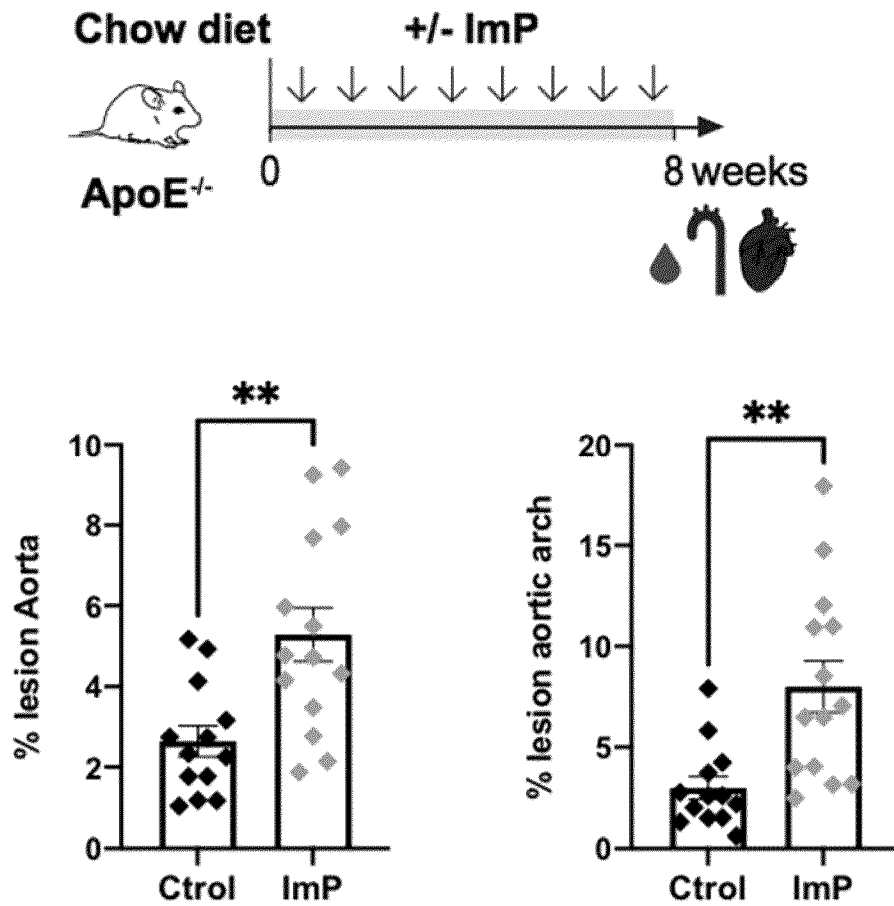 Chow diet +/- ImP
ApoE-/-
0 8 weeks
** **
10 20
8 15
6 10
4 5
2 0
0
% lesion Aorta
% lesion aortic arch
Ctrol ImP Ctrol ImP